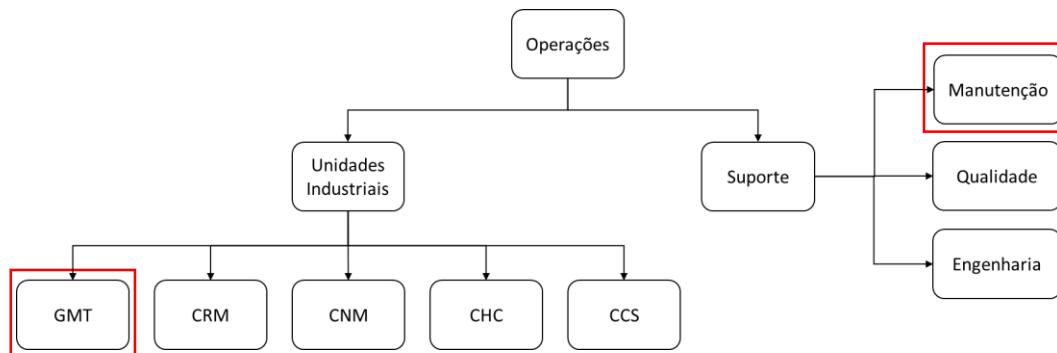 Operações
Manutenção
Unidades
Industriais
Suporte
Qualidade
Engenharia
GMT
CRM
CNM
CHC
CCS